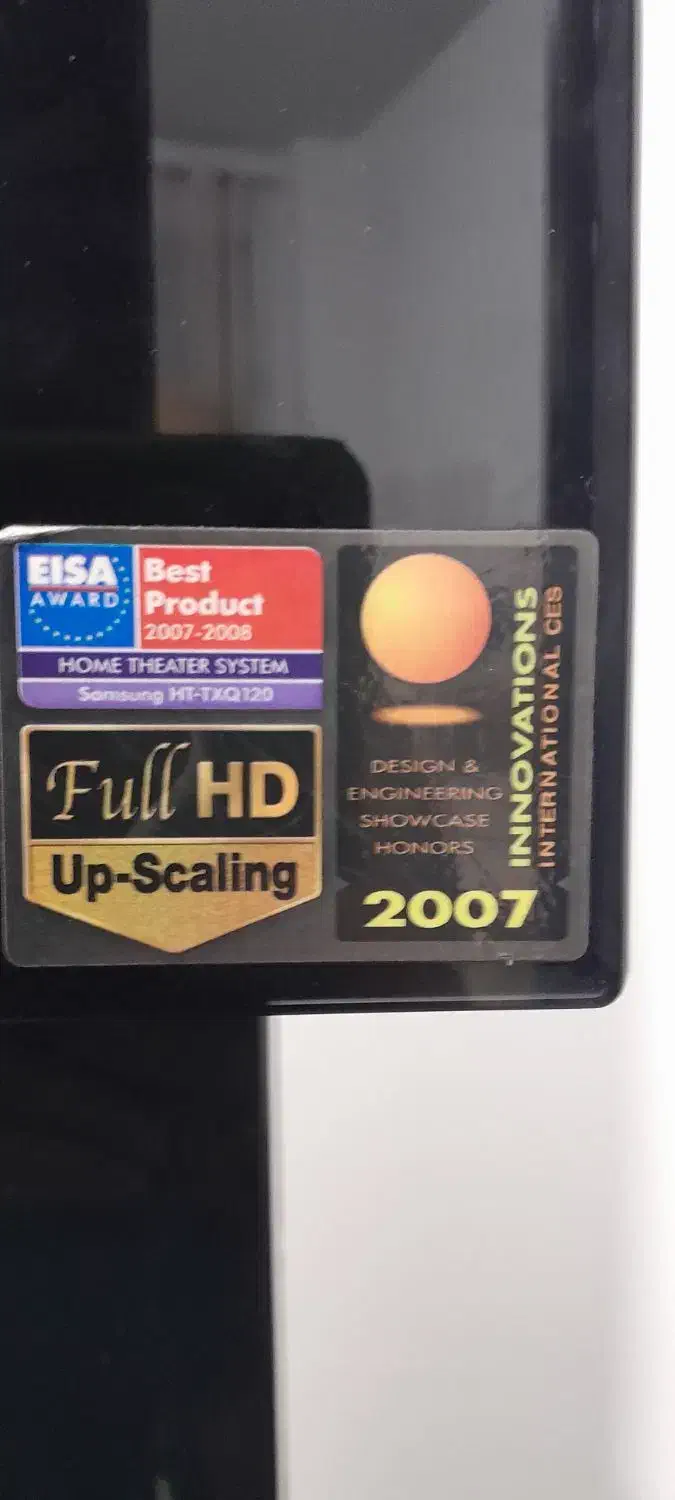 EISA
AWARD
Best
Product
2007-2008
HOME THEATER SYSTEM
Samsung HT-TXQ120
Full HD
Up-Scaling
DESIGN &
ENGINEERING
SHOWCASE
HONORS
INNOVATIONS
INTERNATIONAL CES
2007